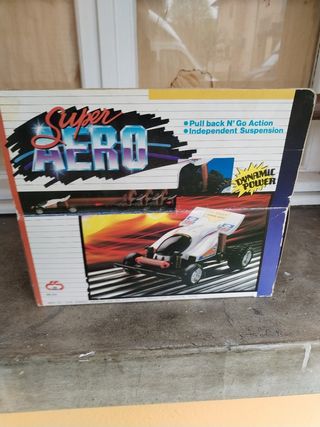 Super
AERO
● Pull back N' Go Action
● Independent Suspension
DYNAMIC
POWER